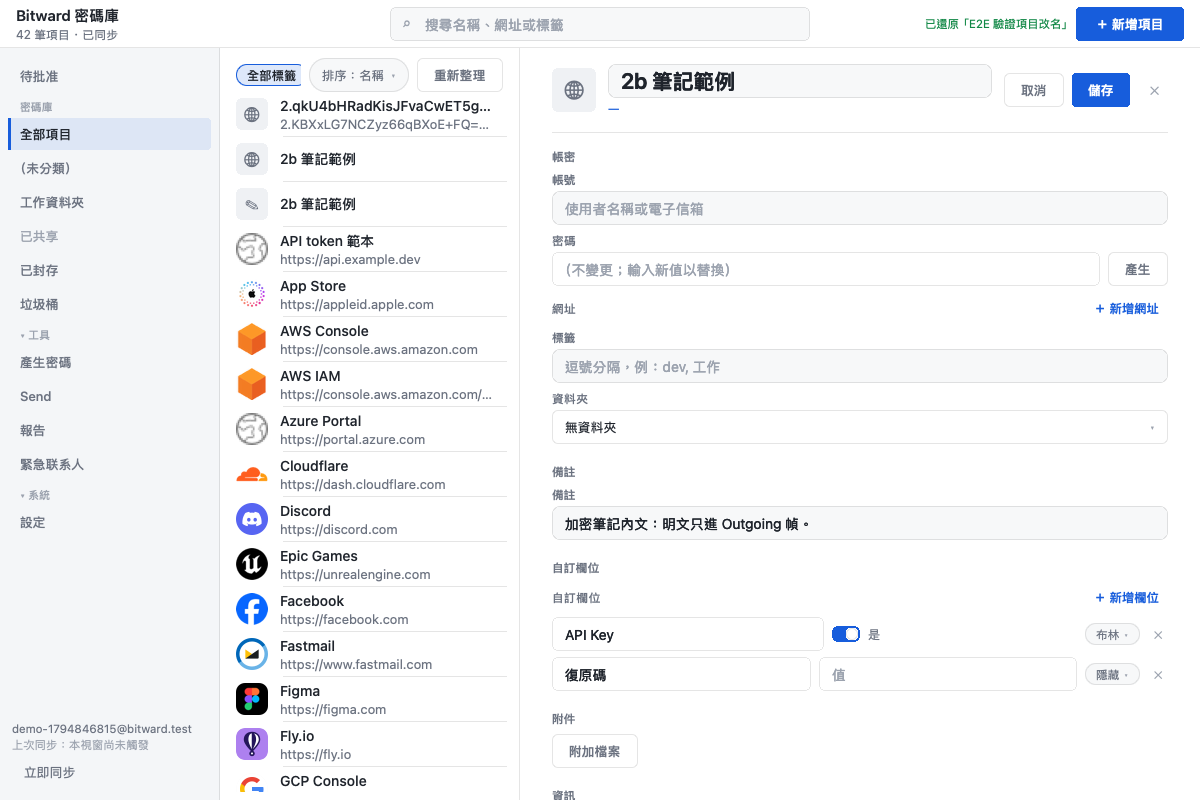 Bitward 密碼庫
42 筆項目 · 已同步
搜尋名稱、網址或標籤
已還原「E2E 驗證項目改名」
+ 新增項目
待批准
密碼庫
全部項目
(未分類)
工作資料夾
已共享
已封存
垃圾桶
工具
產生密碼
Send
報告
緊急联系人
系統
設定
demo-1794846815@bitward.test
上次同步：本視窗尚未觸發
立即同步
全部標籤
排序：名稱
重新整理
2.qkU4bHRadKisJFvaCwET5g...
2.KBXxLG7NCZyz66qBXoE+FQ=...
2b 筆記範例
2b 筆記範例
API token 範本
https://api.example.dev
App Store
https://appleid.apple.com
AWS Console
https://console.aws.amazon.com
AWS IAM
https://console.aws.amazon.com/...
Azure Portal
https://portal.azure.com
Cloudflare
https://dash.cloudflare.com
Discord
https://discord.com
Epic Games
https://unrealengine.com
Facebook
https://facebook.com
Fastmail
https://www.fastmail.com
Figma
https://figma.com
Fly.io
https://fly.io
GCP Console
2b 筆記範例
取消
儲存
帳密
帳號
使用者名稱或電子信箱
密碼
(不變更；輸入新值以替換)
產生
網址
+ 新增網址
標籤
逗號分隔，例：dev, 工作
資料夾
無資料夾
備註
備註
加密筆記內文：明文只進 Outgoing 幀。
自訂欄位
自訂欄位
+ 新增欄位
API Key
是
布林
復原碼
值
隱藏
附件
附加檔案
資訊